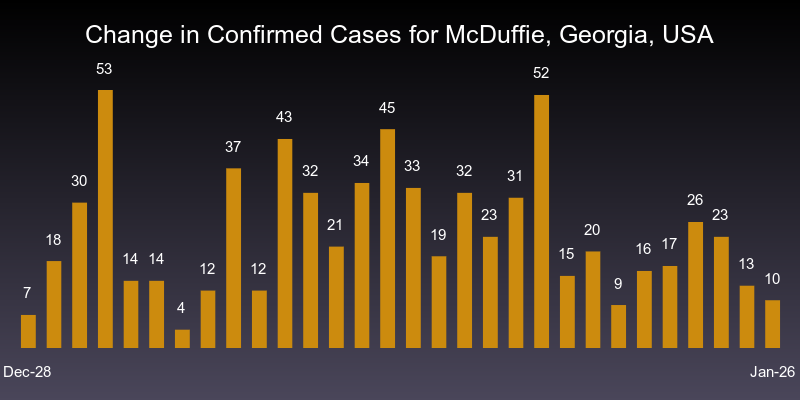 Change in Confirmed Cases for McDuffie, Georgia, USA
7 18 30 53 14 14 4 12 37 12 43 32 21 34 45 33 19 32 23 31 52 15 20 9 16 17 26 23 13 10
Dec-28 Jan-26